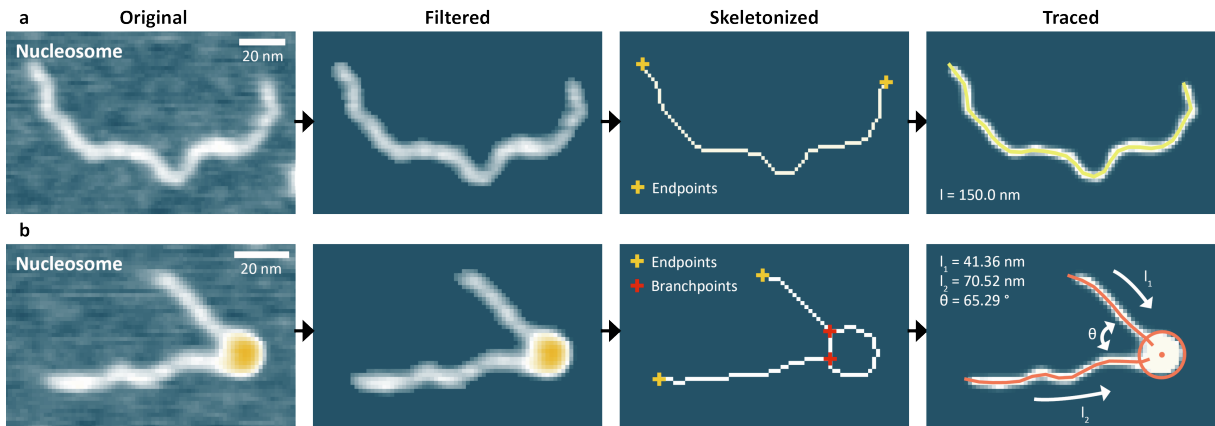 a
Original
Filtered
Skeletonized
Traced
Nucleosome
20 nm
Endpoints
l = 150.0 nm
b
Nucleosome
20 nm
Endpoints
Branchpoints
l1 = 41.36 nm
l2 = 70.52 nm
θ = 65.29 °
l1
θ
l2